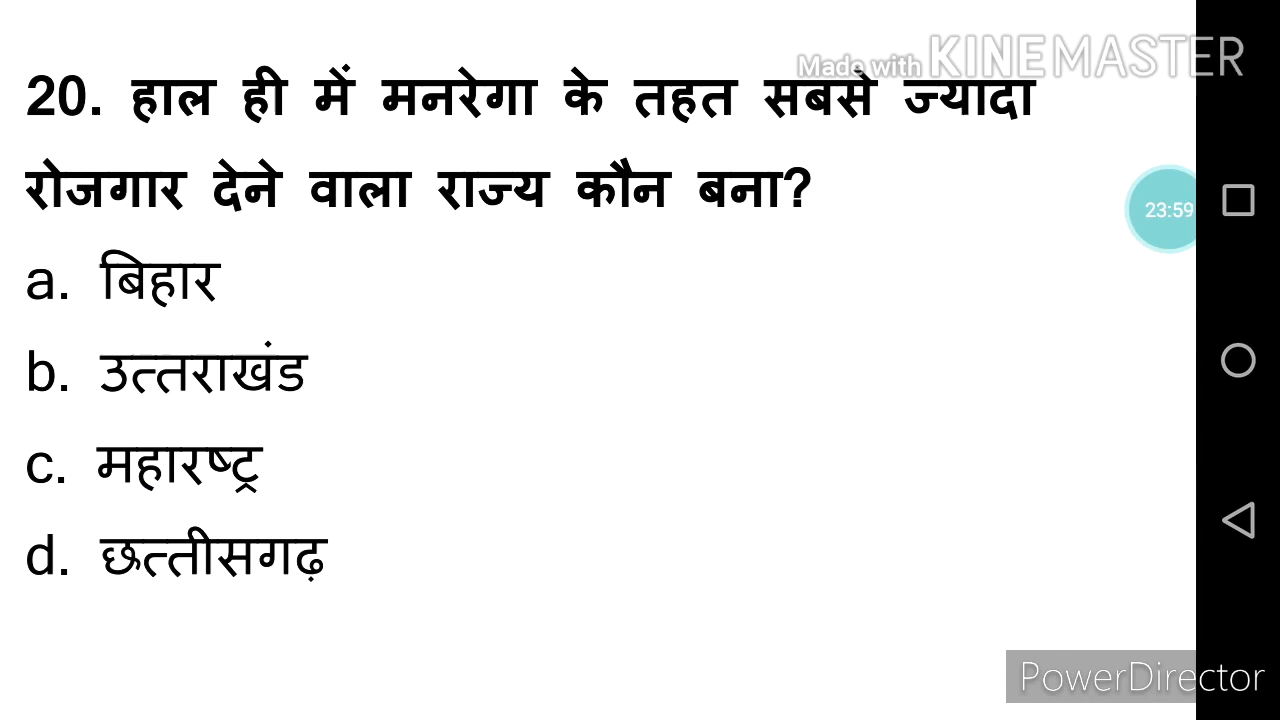 Made with KINEMASTER
20. हाल ही में मनरेगा के तहत सबसे ज्यादा
रोजगार देने वाला राज्य कौन बना?
23:59
a. बिहार
b. उत्तराखंड
c. महारष्ट्र
d. छत्तीसगढ़
PowerDirector